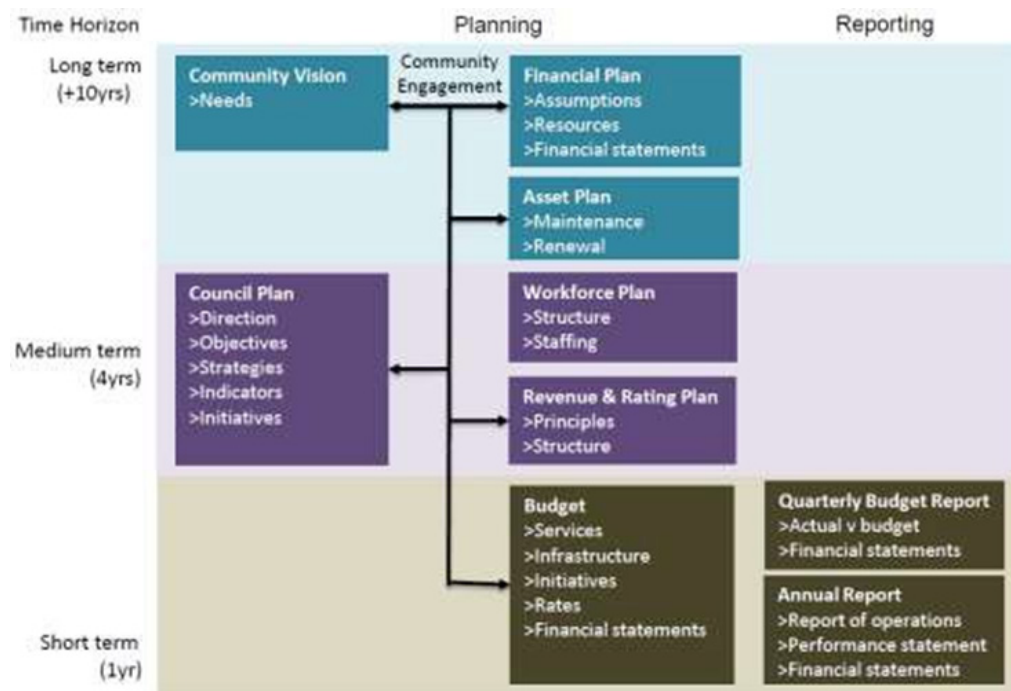 Time Horizon
Planning
Reporting
Long term
(+10yrs)
Community Vision
>Needs
Community
Engagement
Financial Plan
>Assumptions
>Resources
>Financial statements
Asset Plan
>Maintenance
>Renewal
Medium term
(4yrs)
Council Plan
>Direction
>Objectives
>Strategies
>Indicators
>Initiatives
Workforce Plan
>Structure
>Staffing
Revenue & Rating Plan
>Principles
>Structure
Short term
(1yr)
Budget
>Services
>Infrastructure
>Initiatives
>Rates
>Financial statements
Quarterly Budget Report
>Actual v budget
>Financial statements
Annual Report
>Report of operations
>Performance statement
>Financial statements